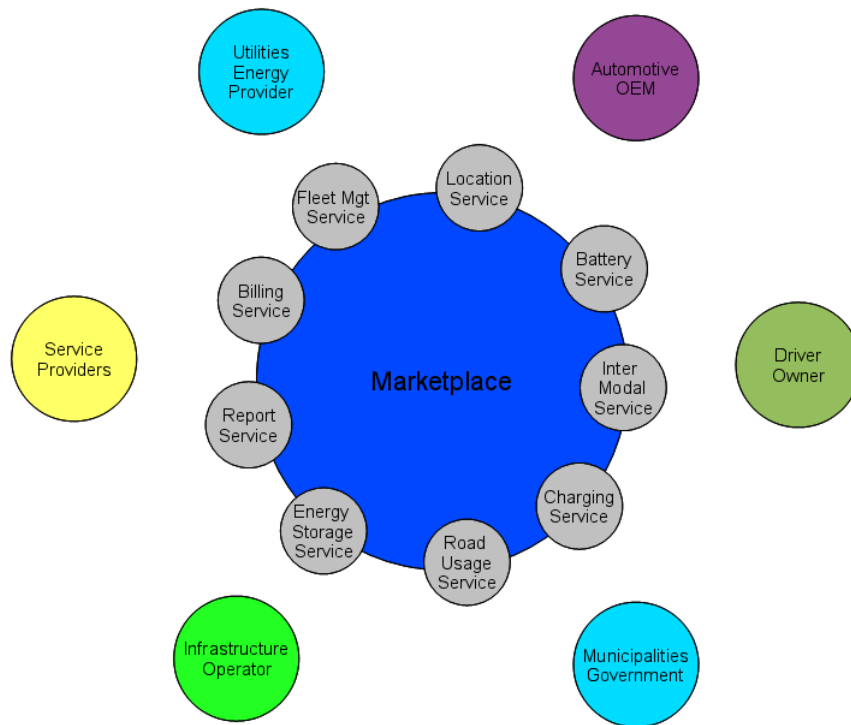 Utilities
Energy
Provider
Automotive
OEM
Location
Service
Fleet Mgt
Service
Battery
Service
Billing
Service
Service
Providers
Marketplace
Inter
Modal
Service
Driver
Owner
Report
Service
Charging
Service
Energy
Storage
Service
Road
Usage
Service
Infrastructure
Operator
Municipalities
Government